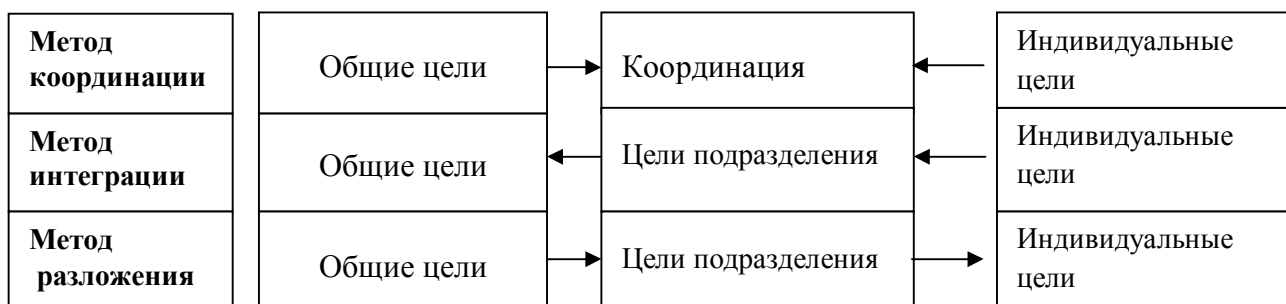 Метод
координации
Общие цели
Координация
Индивидуальные
цели
Метод
интеграции
Общие цели
Цели подразделения
Индивидуальные
цели
Метод
разложения
Общие цели
Цели подразделения
Индивидуальные
цели